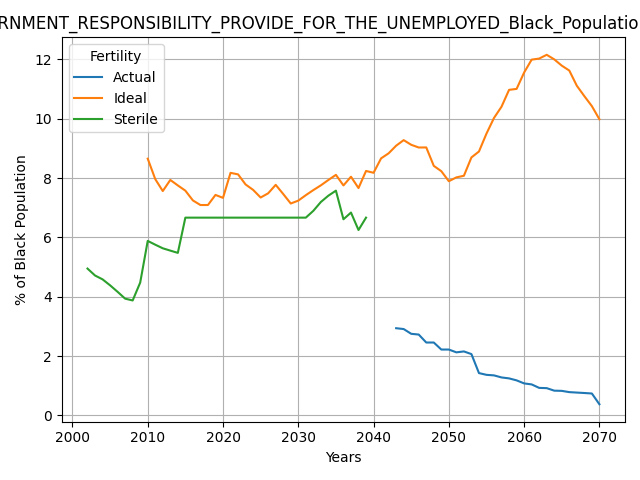 RNMENT_RESPONSIBILITY_PROVIDE_FOR_THE_UNEMPLOYED_Black_Populatio
Fertility
Actual
Ideal
Sterile
% of Black Population
12
10
8
6
4
2
0
2000 2010 2020 2030 2040 2050 2060 2070
Years